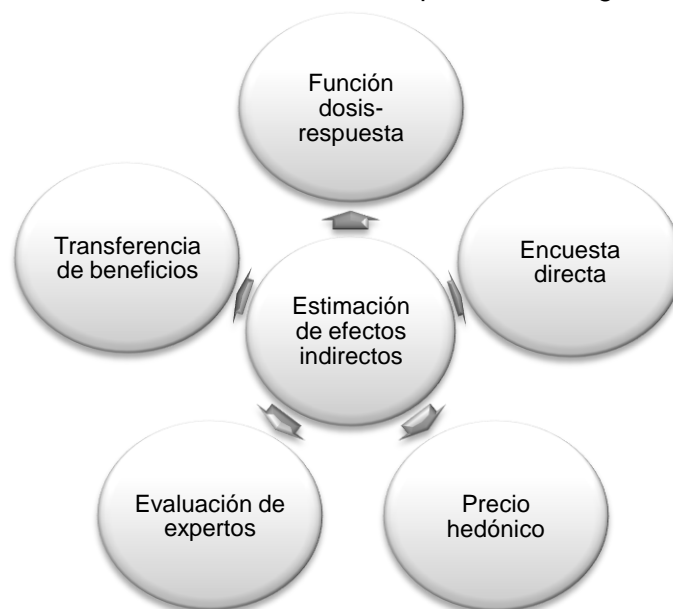 Función
dosis-
respuesta
Transferencia
de beneficios
Encuesta
directa
Estimación
de efectos
indirectos
Evaluación de
expertos
Precio
hedónico